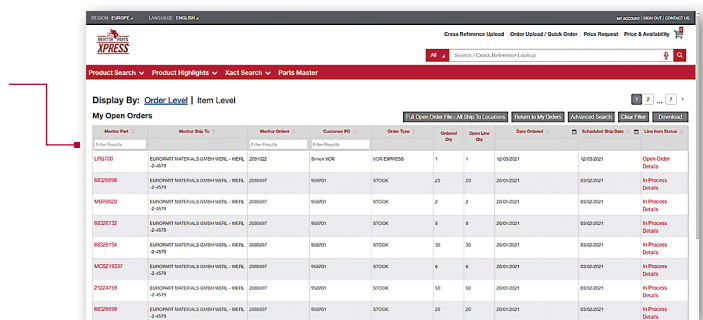 REGION: EUROPE LANGUAGE: ENGLISH MY ACCOUNT | SIGN OUT | CONTACT US
MERITOR PARTS
XPRESS
Cross Reference Upload Order Upload / Quick Order Price Request Price & Availability
All Search / Cross Reference Lookup
Product Search Product Highlights Xact Search Parts Master
Display By: Order Level | Item Level 1 2 ... 7
My Open Orders Full Open Order File - All Ship To Locations Return to My Orders Advanced Search Clear Filter Download
Meritor Part Meritor Ship To Meritor Order# Customer PO Order Type Ordered Qty Open Line Qty Date Ordered Scheduled Ship Date Line Item Status
Filter Results Filter Results Filter Results
LRG700 EUROPART MATERIALS GMBH WERL - WERL 2081022 Simon VOR VOR/EXPRESS 1 1 12/03/2021 12/03/2021 Open Order
-2-4579 Details
68326698 EUROPART MATERIALS GMBH WERL - WERL 2080697 958701 STOCK 20 20 20/01/2021 03/02/2021 In Process
-2-4579 Details
MBR9020 EUROPART MATERIALS GMBH WERL - WERL 2080697 958701 STOCK 2 2 20/01/2021 03/02/2021 In Process
-2-4579 Details
68326732 EUROPART MATERIALS GMBH WERL - WERL 2080697 958701 STOCK 8 8 20/01/2021 03/02/2021 In Process
-2-4579 Details
68326734 EUROPART MATERIALS GMBH WERL - WERL 2080697 958701 STOCK 30 30 20/01/2021 03/02/2021 In Process
-2-4579 Details
MCS219337 EUROPART MATERIALS GMBH WERL - WERL 2080697 958701 STOCK 6 6 20/01/2021 03/02/2021 In Process
-2-4579 Details
21224759 EUROPART MATERIALS GMBH WERL - WERL 2080697 958701 STOCK 50 50 20/01/2021 03/02/2021 In Process
-2-4579 Details
68326699 EUROPART MATERIALS GMBH WERL - WERL 2080697 958701 STOCK 20 20 20/01/2021 03/02/2021 In Process
-2-4579 Details